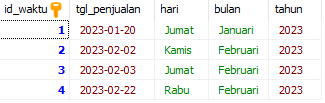 id_waktu tgl_penjualan hari bulan tahun
1 2023-01-20 Jumat Januari 2023
2 2023-02-02 Kamis Februari 2023
3 2023-02-03 Jumat Februari 2023
4 2023-02-22 Rabu Februari 2023